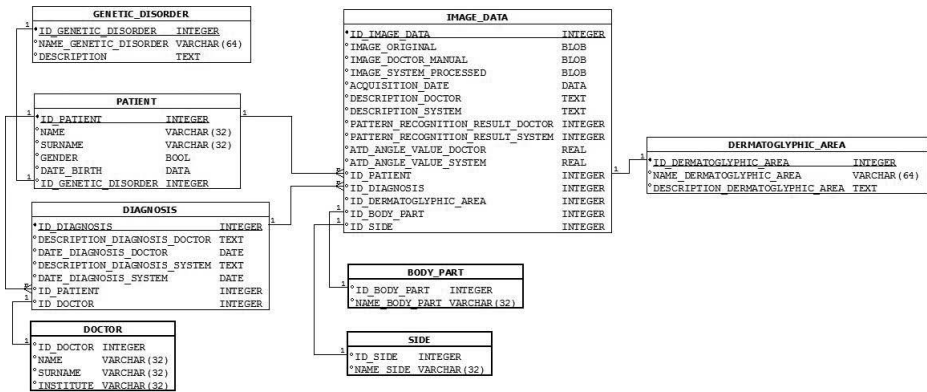 GENETIC_DISORDER
ID_GENETIC_DISORDER INTEGER
NAME_GENETIC_DISORDER VARCHAR(64)
DESCRIPTION TEXT
PATIENT
ID_PATIENT INTEGER
NAME VARCHAR(32)
SURNAME VARCHAR(32)
GENDER BOOL
DATE_BIRTH DATA
ID_GENETIC_DISORDER INTEGER
DIAGNOSIS
ID_DIAGNOSIS INTEGER
DESCRIPTION_DIAGNOSIS_DOCTOR TEXT
DATE_DIAGNOSIS_DOCTOR DATE
DESCRIPTION_DIAGNOSIS_SYSTEM TEXT
DATE_DIAGNOSIS_SYSTEM DATE
ID_PATIENT INTEGER
ID_DOCTOR INTEGER
DOCTOR
ID_DOCTOR INTEGER
NAME VARCHAR(32)
SURNAME VARCHAR(32)
INSTITUTE VARCHAR(32)
IMAGE_DATA
ID_IMAGE_DATA INTEGER
IMAGE_ORIGINAL BLOB
IMAGE_DOCTOR_MANUAL BLOB
IMAGE_SYSTEM_PROCESSED BLOB
ACQUISITION_DATE DATA
DESCRIPTION_DOCTOR TEXT
DESCRIPTION_SYSTEM TEXT
PATTERN_RECOGNITION_RESULT_DOCTOR INTEGER
PATTERN_RECOGNITION_RESULT_SYSTEM INTEGER
ATD_ANGLE_VALUE_DOCTOR REAL
ATD_ANGLE_VALUE_SYSTEM REAL
ID_PATIENT INTEGER
ID_DIAGNOSIS INTEGER
ID_DERMATOGLYPHIC_AREA INTEGER
ID_BODY_PART INTEGER
ID_SIDE INTEGER
BODY_PART
ID_BODY_PART INTEGER
NAME_BODY_PART VARCHAR(32)
SIDE
ID_SIDE INTEGER
NAME_SIDE VARCHAR(32)
DERMATOGLYPHIC_AREA
ID_DERMATOGLYPHIC_AREA INTEGER
NAME_DERMATOGLYPHIC_AREA VARCHAR(64)
DESCRIPTION_DERMATOGLYPHIC_AREA TEXT